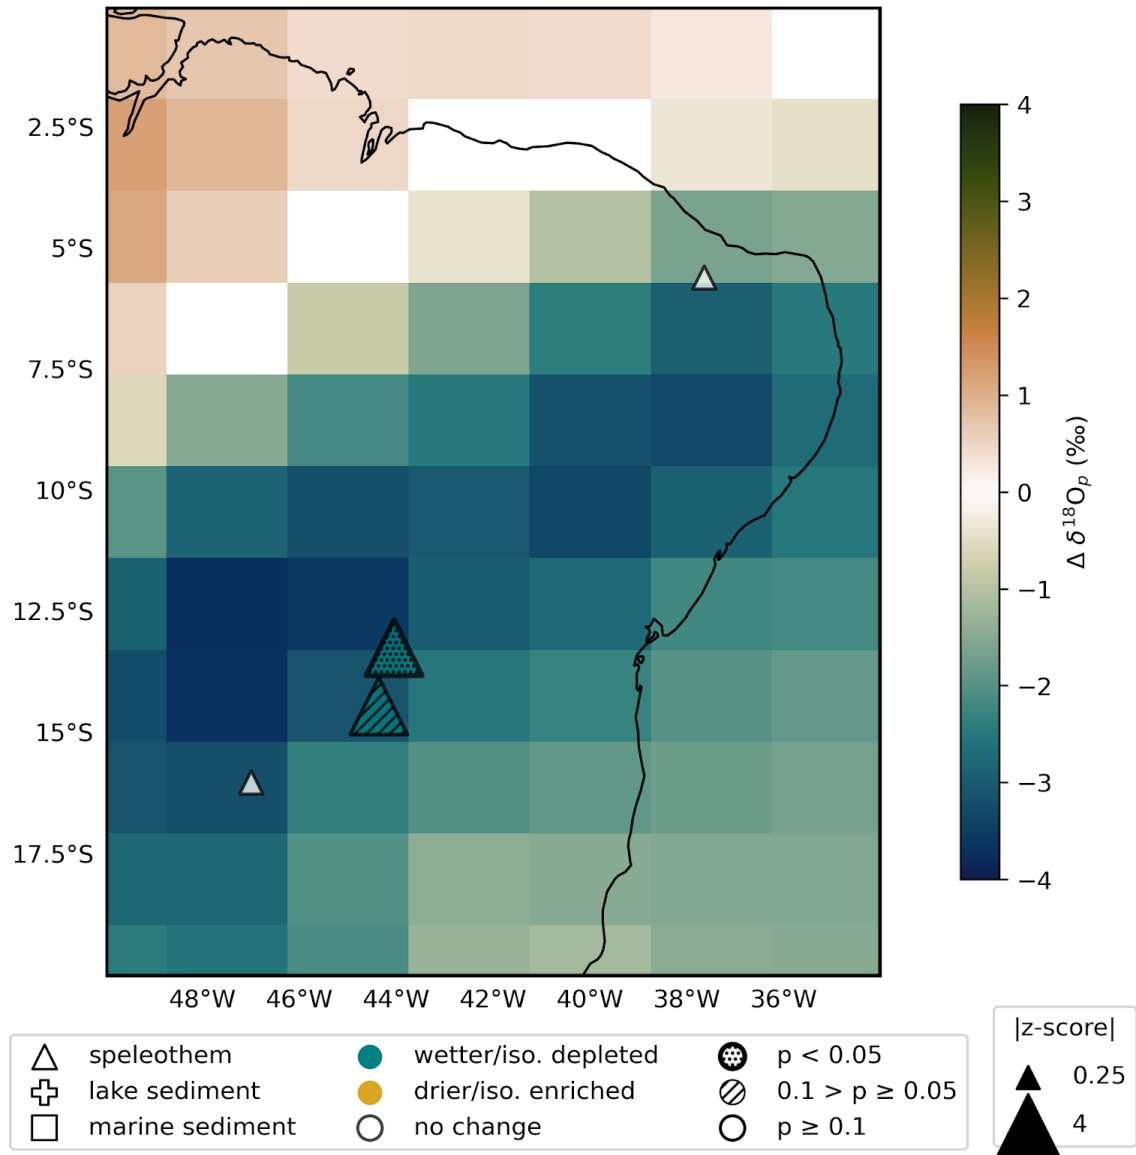 2.5°S
5°S
7.5°S
10°S
12.5°S
15°S
17.5°S
48°W 46°W 44°W 42°W 40°W 38°W 36°W
4
3
2
1
0
−1
−2
−3
−4
Δ δ¹⁸Oₚ (‰)
speleothem
lake sediment
marine sediment
wetter/iso. depleted
drier/iso. enriched
no change
p < 0.05
0.1 > p ≥ 0.05
p ≥ 0.1
|z-score|
0.25
4